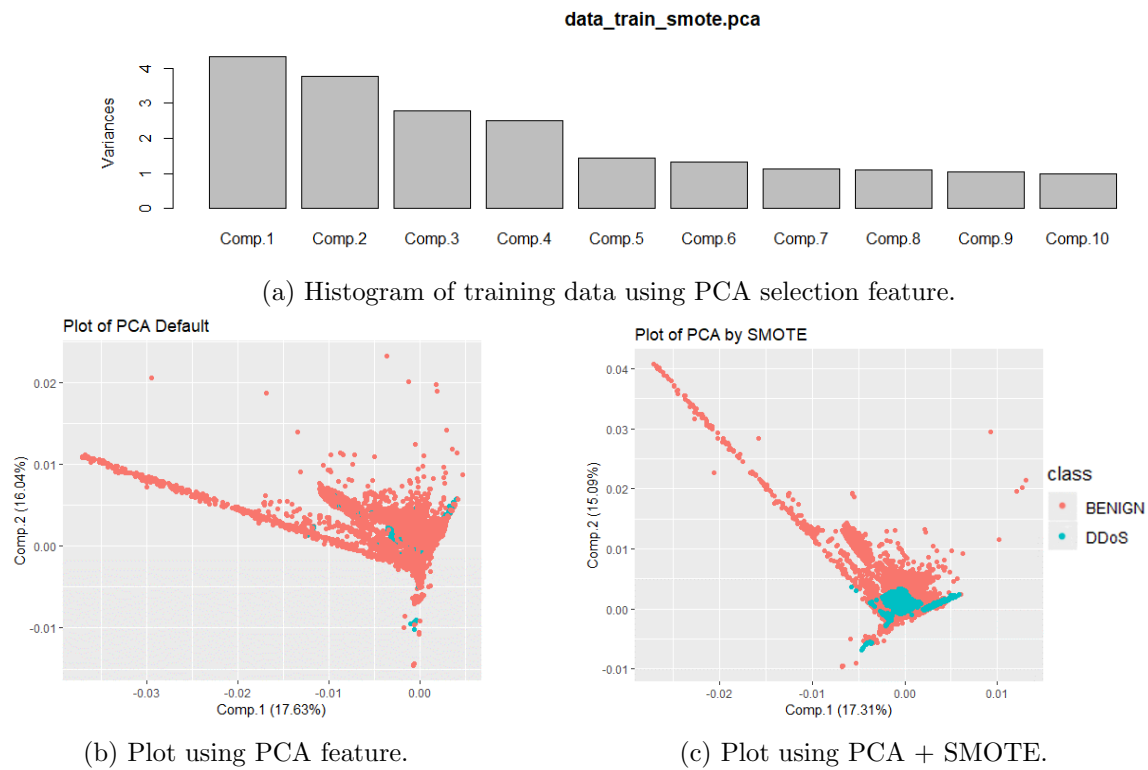 data_train_smote.pca
Variances
4
3
2
1
0
Comp.1 Comp.2 Comp.3 Comp.4 Comp.5 Comp.6 Comp.7 Comp.8 Comp.9 Comp.10
(a) Histogram of training data using PCA selection feature.
Plot of PCA Default
Comp.2 (16.04%)
0.02
0.01
0.00
-0.01
-0.03 -0.02 -0.01 0.00
Comp.1 (17.63%)
(b) Plot using PCA feature.
Plot of PCA by SMOTE
Comp.2 (15.09%)
0.04
0.03
0.02
0.01
0.00
-0.01
-0.02 -0.01 0.00 0.01
Comp.1 (17.31%)
class
BENIGN
DDoS
(c) Plot using PCA + SMOTE.